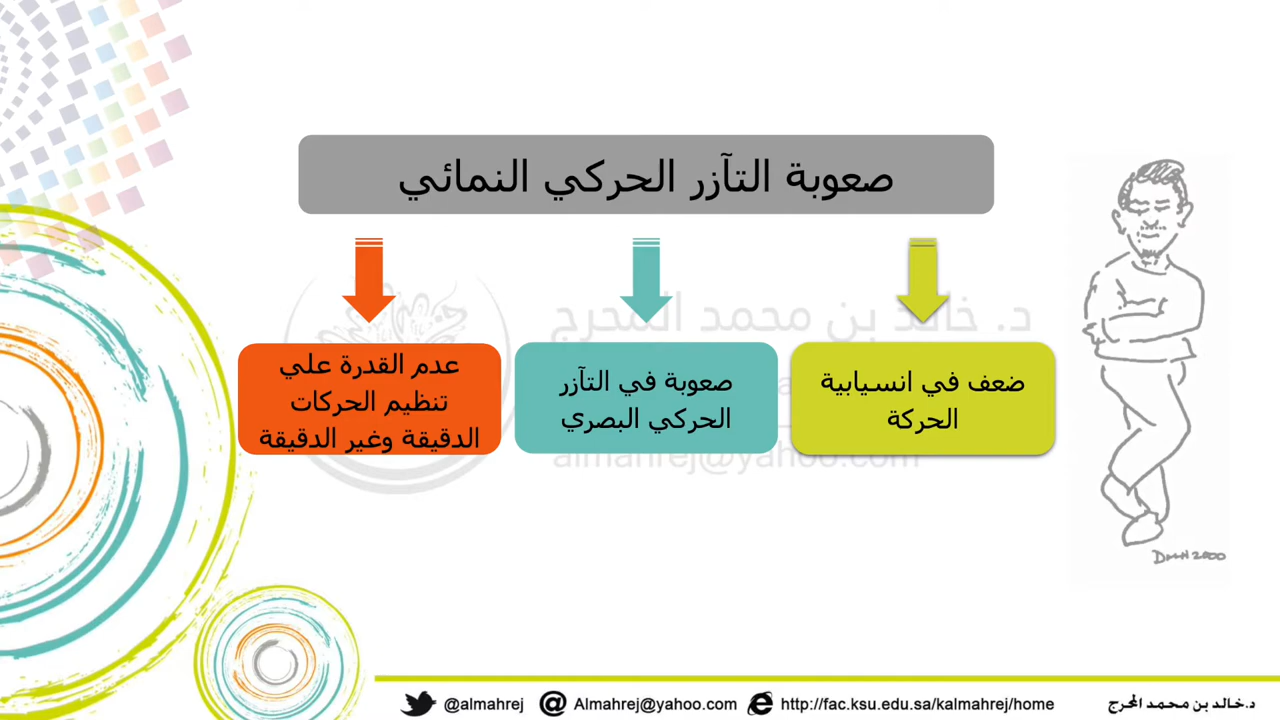 صعوبة التآزر الحركي النمائي
ضعف في انسيابية
الحركة
صعوبة في التآزر
الحركي البصري
عدم القدرة علي
تنظيم الحركات
الدقيقة وغير الدقيقة
د. خالد بن محمد المحرج
almahrej@yahoo.com
@almahrej
Almahrej@yahoo.com
http://fac.ksu.edu.sa/kalmahrej/home
د.خالد بن محمد المحرج